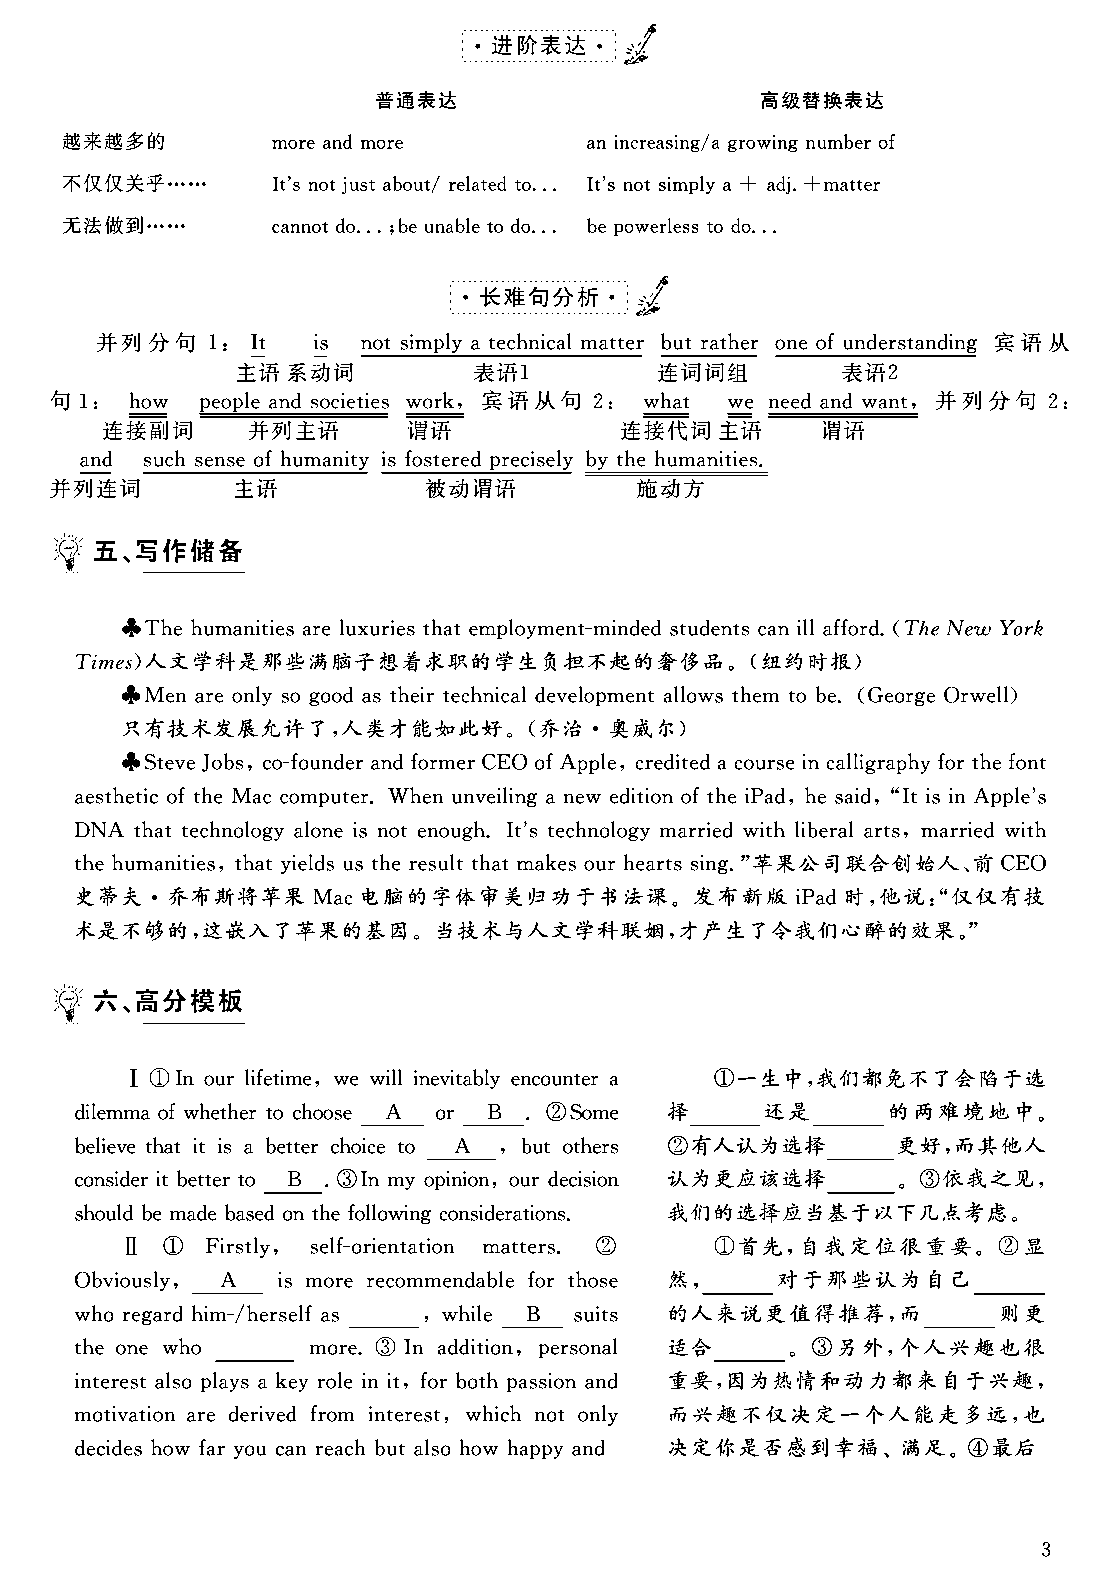 ·进阶表达·
普通表达 高级替换表达
越来越多的 more and more an increasing/a growing number of
不仅仅关乎…… It's not just about/ related to... It's not simply a + adj. +matter
无法做到…… cannot do...;be unable to do... be powerless to do...
·长难句分析·
并列分句 1: It is not simply a technical matter but rather one of understanding 宾语从
主语 系动词 表语1 连词词组 表语2
句1: how people and societies work, 宾语从句 2: what we need and want, 并列分句 2:
连接副词 并列主语 谓语 连接代词 主语 谓语
and such sense of humanity is fostered precisely by the humanities.
并列连词 主语 被动谓语 施动方
五、写作储备
♣The humanities are luxuries that employment-minded students can ill afford. (The New York
Times)人文学科是那些满脑子想着求职的学生负担不起的奢侈品。(纽约时报)
♣Men are only so good as their technical development allows them to be. (George Orwell)
只有技术发展允许了,人类才能如此好。(乔治·奥威尔)
♣Steve Jobs, co-founder and former CEO of Apple, credited a course in calligraphy for the font
aesthetic of the Mac computer. When unveiling a new edition of the iPad, he said, “It is in Apple's
DNA that technology alone is not enough. It's technology married with liberal arts, married with
the humanities, that yields us the result that makes our hearts sing.”苹果公司联合创始人、前 CEO
史蒂夫·乔布斯将苹果 Mac 电脑的字体审美归功于书法课。发布新版 iPad 时,他说:“仅仅有技
术是不够的,这嵌入了苹果的基因。当技术与人文学科联姻,才产生了令我们心醉的效果。”
六、高分模板
Ⅰ ①In our lifetime, we will inevitably encounter a
dilemma of whether to choose A or B . ②Some
believe that it is a better choice to A , but others
consider it better to B . ③In my opinion, our decision
should be made based on the following considerations.
Ⅱ ① Firstly, self-orientation matters. ②
Obviously, A is more recommendable for those
who regard him-/herself as ______, while B suits
the one who ______ more. ③ In addition, personal
interest also plays a key role in it, for both passion and
motivation are derived from interest, which not only
decides how far you can reach but also how happy and
①一生中,我们都免不了会陷于选
择______还是______的两难境地中。
②有人认为选择______更好,而其他人
认为更应该选择______。③依我之见,
我们的选择应当基于以下几点考虑。
①首先,自我定位很重要。②显
然,______对于那些认为自己______
的人来说更值得推荐,而______则更
适合______。③另外,个人兴趣也很
重要,因为热情和动力都来自于兴趣,
而兴趣不仅决定一个人能走多远,也
决定你是否感到幸福、满足。④最后
3